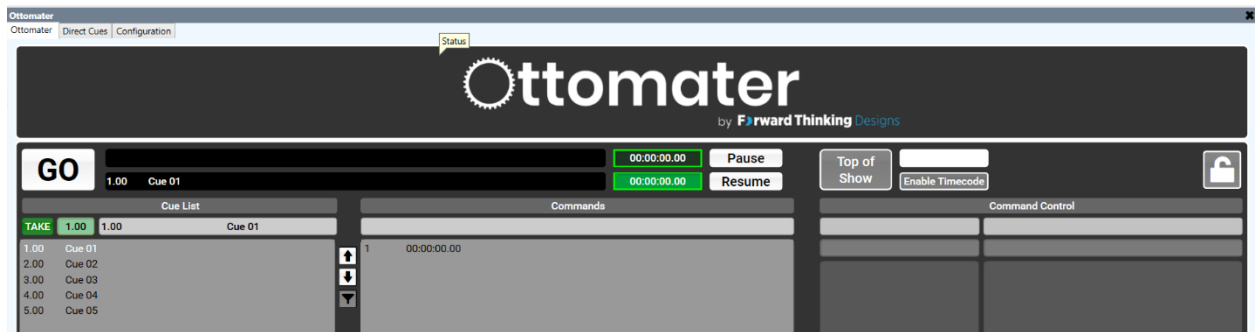 Ottomater
Ottomater Direct Cues Configuration
Status
Ottomater
by Forward Thinking Designs
GO
00:00:00.00 Pause
1.00 Cue 01 00:00:00.00 Resume
Top of
Show
Enable Timecode
Cue List Commands Command Control
TAKE 1.00 1.00 Cue 01
1.00 Cue 01
2.00 Cue 02
3.00 Cue 03
4.00 Cue 04
5.00 Cue 05
1 00:00:00.00